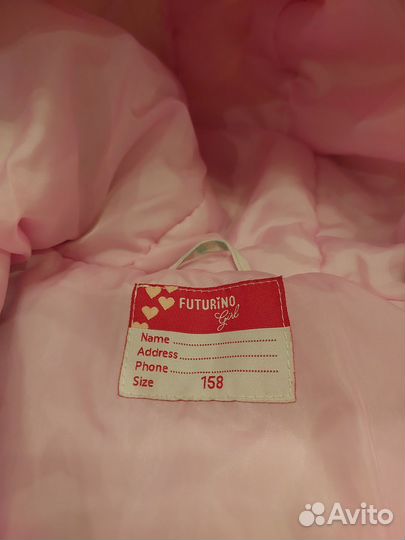 FUTURiNO
Girl
Name
Address
Phone
Size 158
Avito